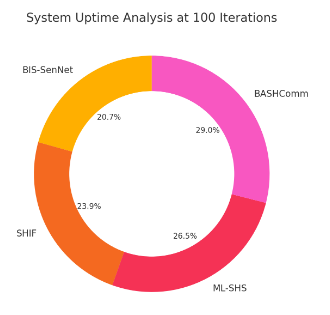 System Uptime Analysis at 100 Iterations
BIS-SenNet
BASHComm
20.7%
29.0%
23.9%
SHIF
26.5%
ML-SHS